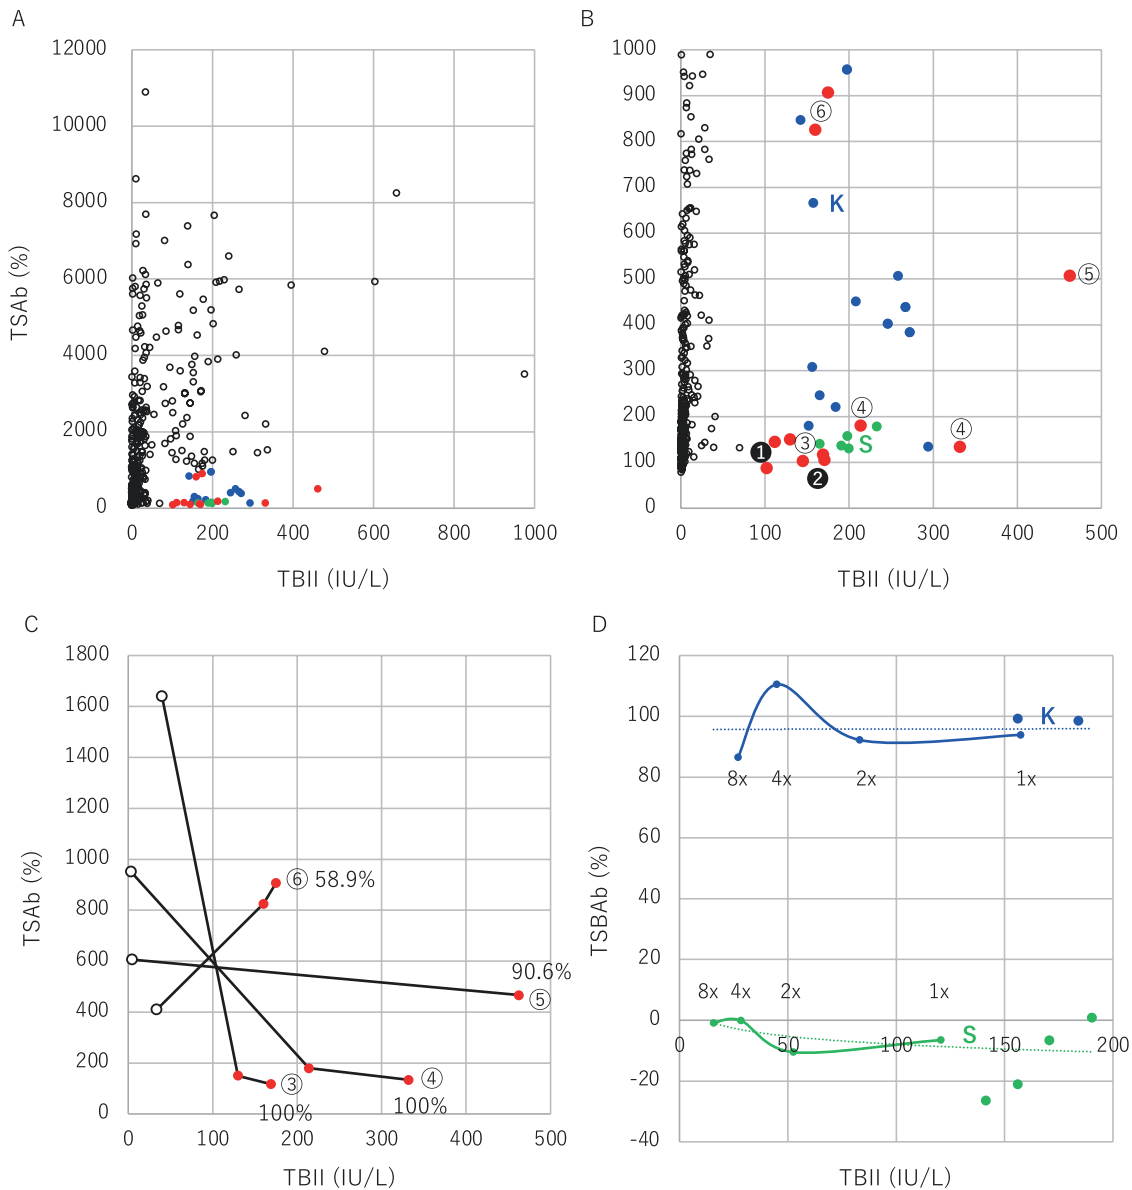 A
12000
10000
8000
6000
4000
2000
0
0 200 400 600 800 1000
TSAb (%)
TBII (IU/L)
B
1000
900
800
700
600
500
400
300
200
100
0
0 100 200 300 400 500
6
K
5
4
4
3
S
1
2
TBII (IU/L)
C
1800
1600
1400
1200
1000
800
600
400
200
0
0 100 200 300 400 500
TSAb (%)
6 58.9%
90.6%
5
3
4
100%
100%
TBII (IU/L)
D
120
100
80
60
40
20
0
-20
-40
TSBAb (%)
K
8x 4x 2x 1x
8x 4x 2x 1x
S
0 50 100 150 200
TBII (IU/L)